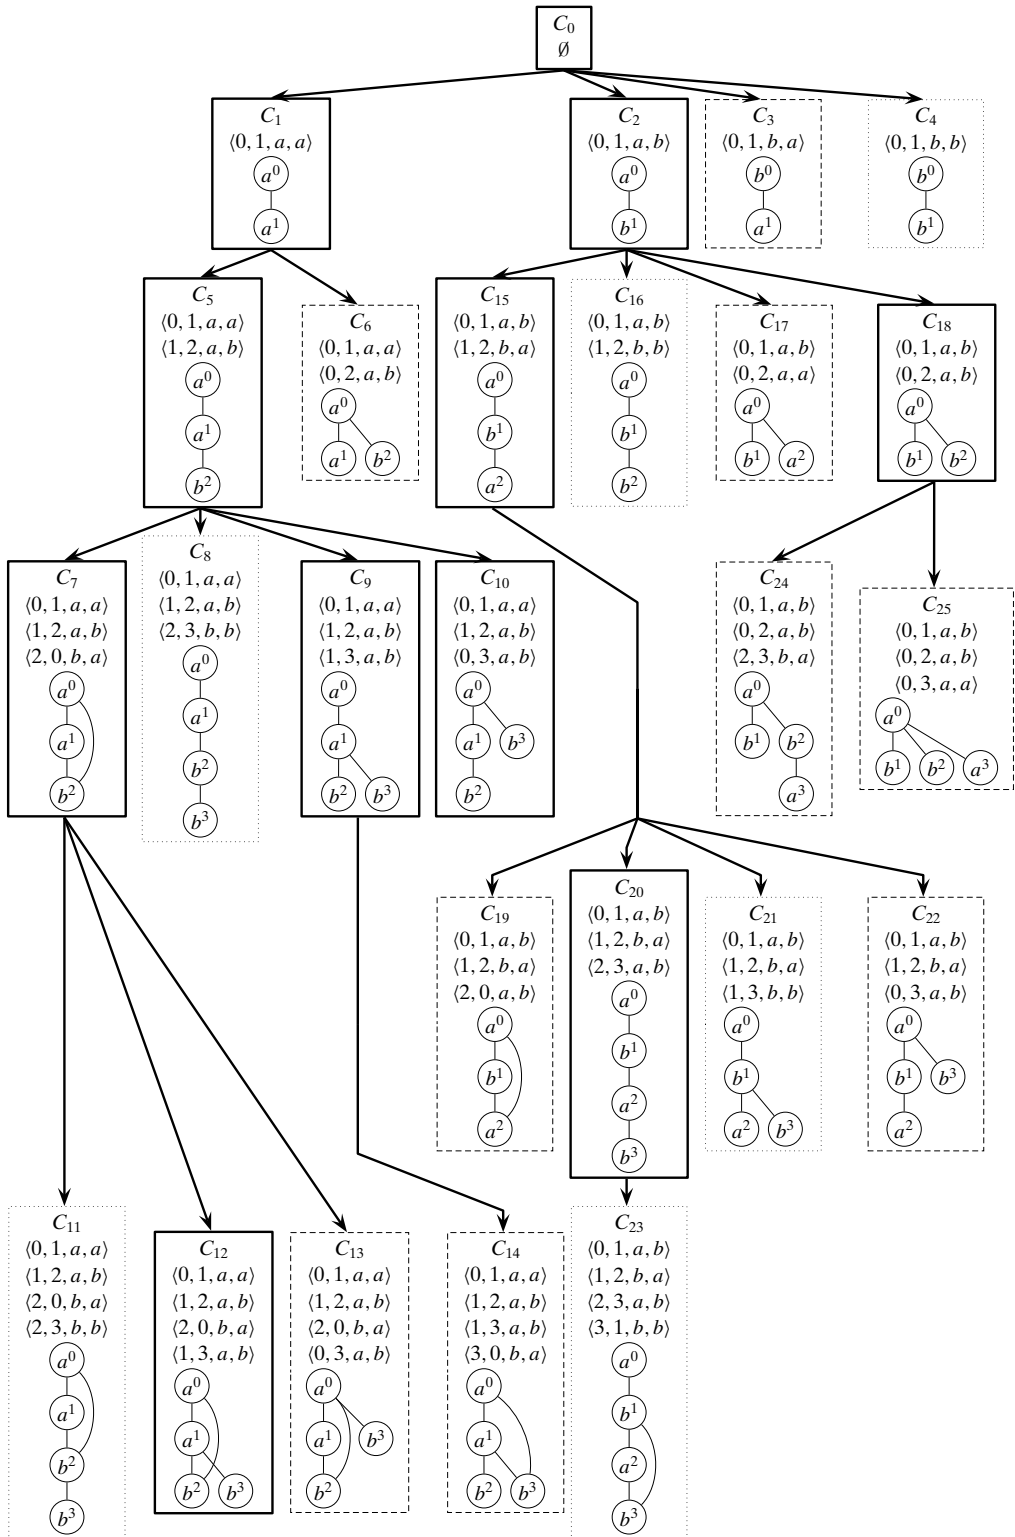 C₀
∅
C₁
⟨0, 1, a, a⟩
a⁰
a¹
C₂
⟨0, 1, a, b⟩
a⁰
b¹
C₃
⟨0, 1, b, a⟩
b⁰
a¹
C₄
⟨0, 1, b, b⟩
b⁰
b¹
C₅
⟨0, 1, a, a⟩
⟨1, 2, a, b⟩
a⁰
a¹
b²
C₆
⟨0, 1, a, a⟩
⟨0, 2, a, b⟩
a⁰
a¹ b²
C₁₅
⟨0, 1, a, b⟩
⟨1, 2, b, a⟩
a⁰
b¹
a²
C₁₆
⟨0, 1, a, b⟩
⟨1, 2, b, b⟩
a⁰
b¹
b²
C₁₇
⟨0, 1, a, b⟩
⟨0, 2, a, a⟩
a⁰
b¹ a²
C₁₈
⟨0, 1, a, b⟩
⟨0, 2, a, b⟩
a⁰
b¹ b²
C₇
⟨0, 1, a, a⟩
⟨1, 2, a, b⟩
⟨2, 0, b, a⟩
a⁰
a¹
b²
C₈
⟨0, 1, a, a⟩
⟨1, 2, a, b⟩
⟨2, 3, b, b⟩
a⁰
a¹
b²
b³
C₉
⟨0, 1, a, a⟩
⟨1, 2, a, b⟩
⟨1, 3, a, b⟩
a⁰
a¹
b² b³
C₁₀
⟨0, 1, a, a⟩
⟨1, 2, a, b⟩
⟨0, 3, a, b⟩
a⁰
a¹ b³
b²
C₂₄
⟨0, 1, a, b⟩
⟨0, 2, a, b⟩
⟨2, 3, b, a⟩
a⁰
b¹ b²
a³
C₂₅
⟨0, 1, a, b⟩
⟨0, 2, a, b⟩
⟨0, 3, a, a⟩
a⁰
b¹ b² a³
C₁₉
⟨0, 1, a, b⟩
⟨1, 2, b, a⟩
⟨2, 0, a, b⟩
a⁰
b¹
a²
C₂₀
⟨0, 1, a, b⟩
⟨1, 2, b, a⟩
⟨2, 3, a, b⟩
a⁰
b¹
a²
b³
C₂₁
⟨0, 1, a, b⟩
⟨1, 2, b, a⟩
⟨1, 3, b, b⟩
a⁰
b¹
a² b³
C₂₂
⟨0, 1, a, b⟩
⟨1, 2, b, a⟩
⟨0, 3, a, b⟩
a⁰
b¹ b³
a²
C₁₁
⟨0, 1, a, a⟩
⟨1, 2, a, b⟩
⟨2, 0, b, a⟩
⟨2, 3, b, b⟩
a⁰
a¹
b²
b³
C₁₂
⟨0, 1, a, a⟩
⟨1, 2, a, b⟩
⟨2, 0, b, a⟩
⟨1, 3, a, b⟩
a⁰
a¹
b² b³
C₁₃
⟨0, 1, a, a⟩
⟨1, 2, a, b⟩
⟨2, 0, b, a⟩
⟨0, 3, a, b⟩
a⁰
a¹ b³
b²
C₁₄
⟨0, 1, a, a⟩
⟨1, 2, a, b⟩
⟨1, 3, a, b⟩
⟨3, 0, b, a⟩
a⁰
a¹
b² b³
C₂₃
⟨0, 1, a, b⟩
⟨1, 2, b, a⟩
⟨2, 3, a, b⟩
⟨3, 1, b, b⟩
a⁰
b¹
a²
b³